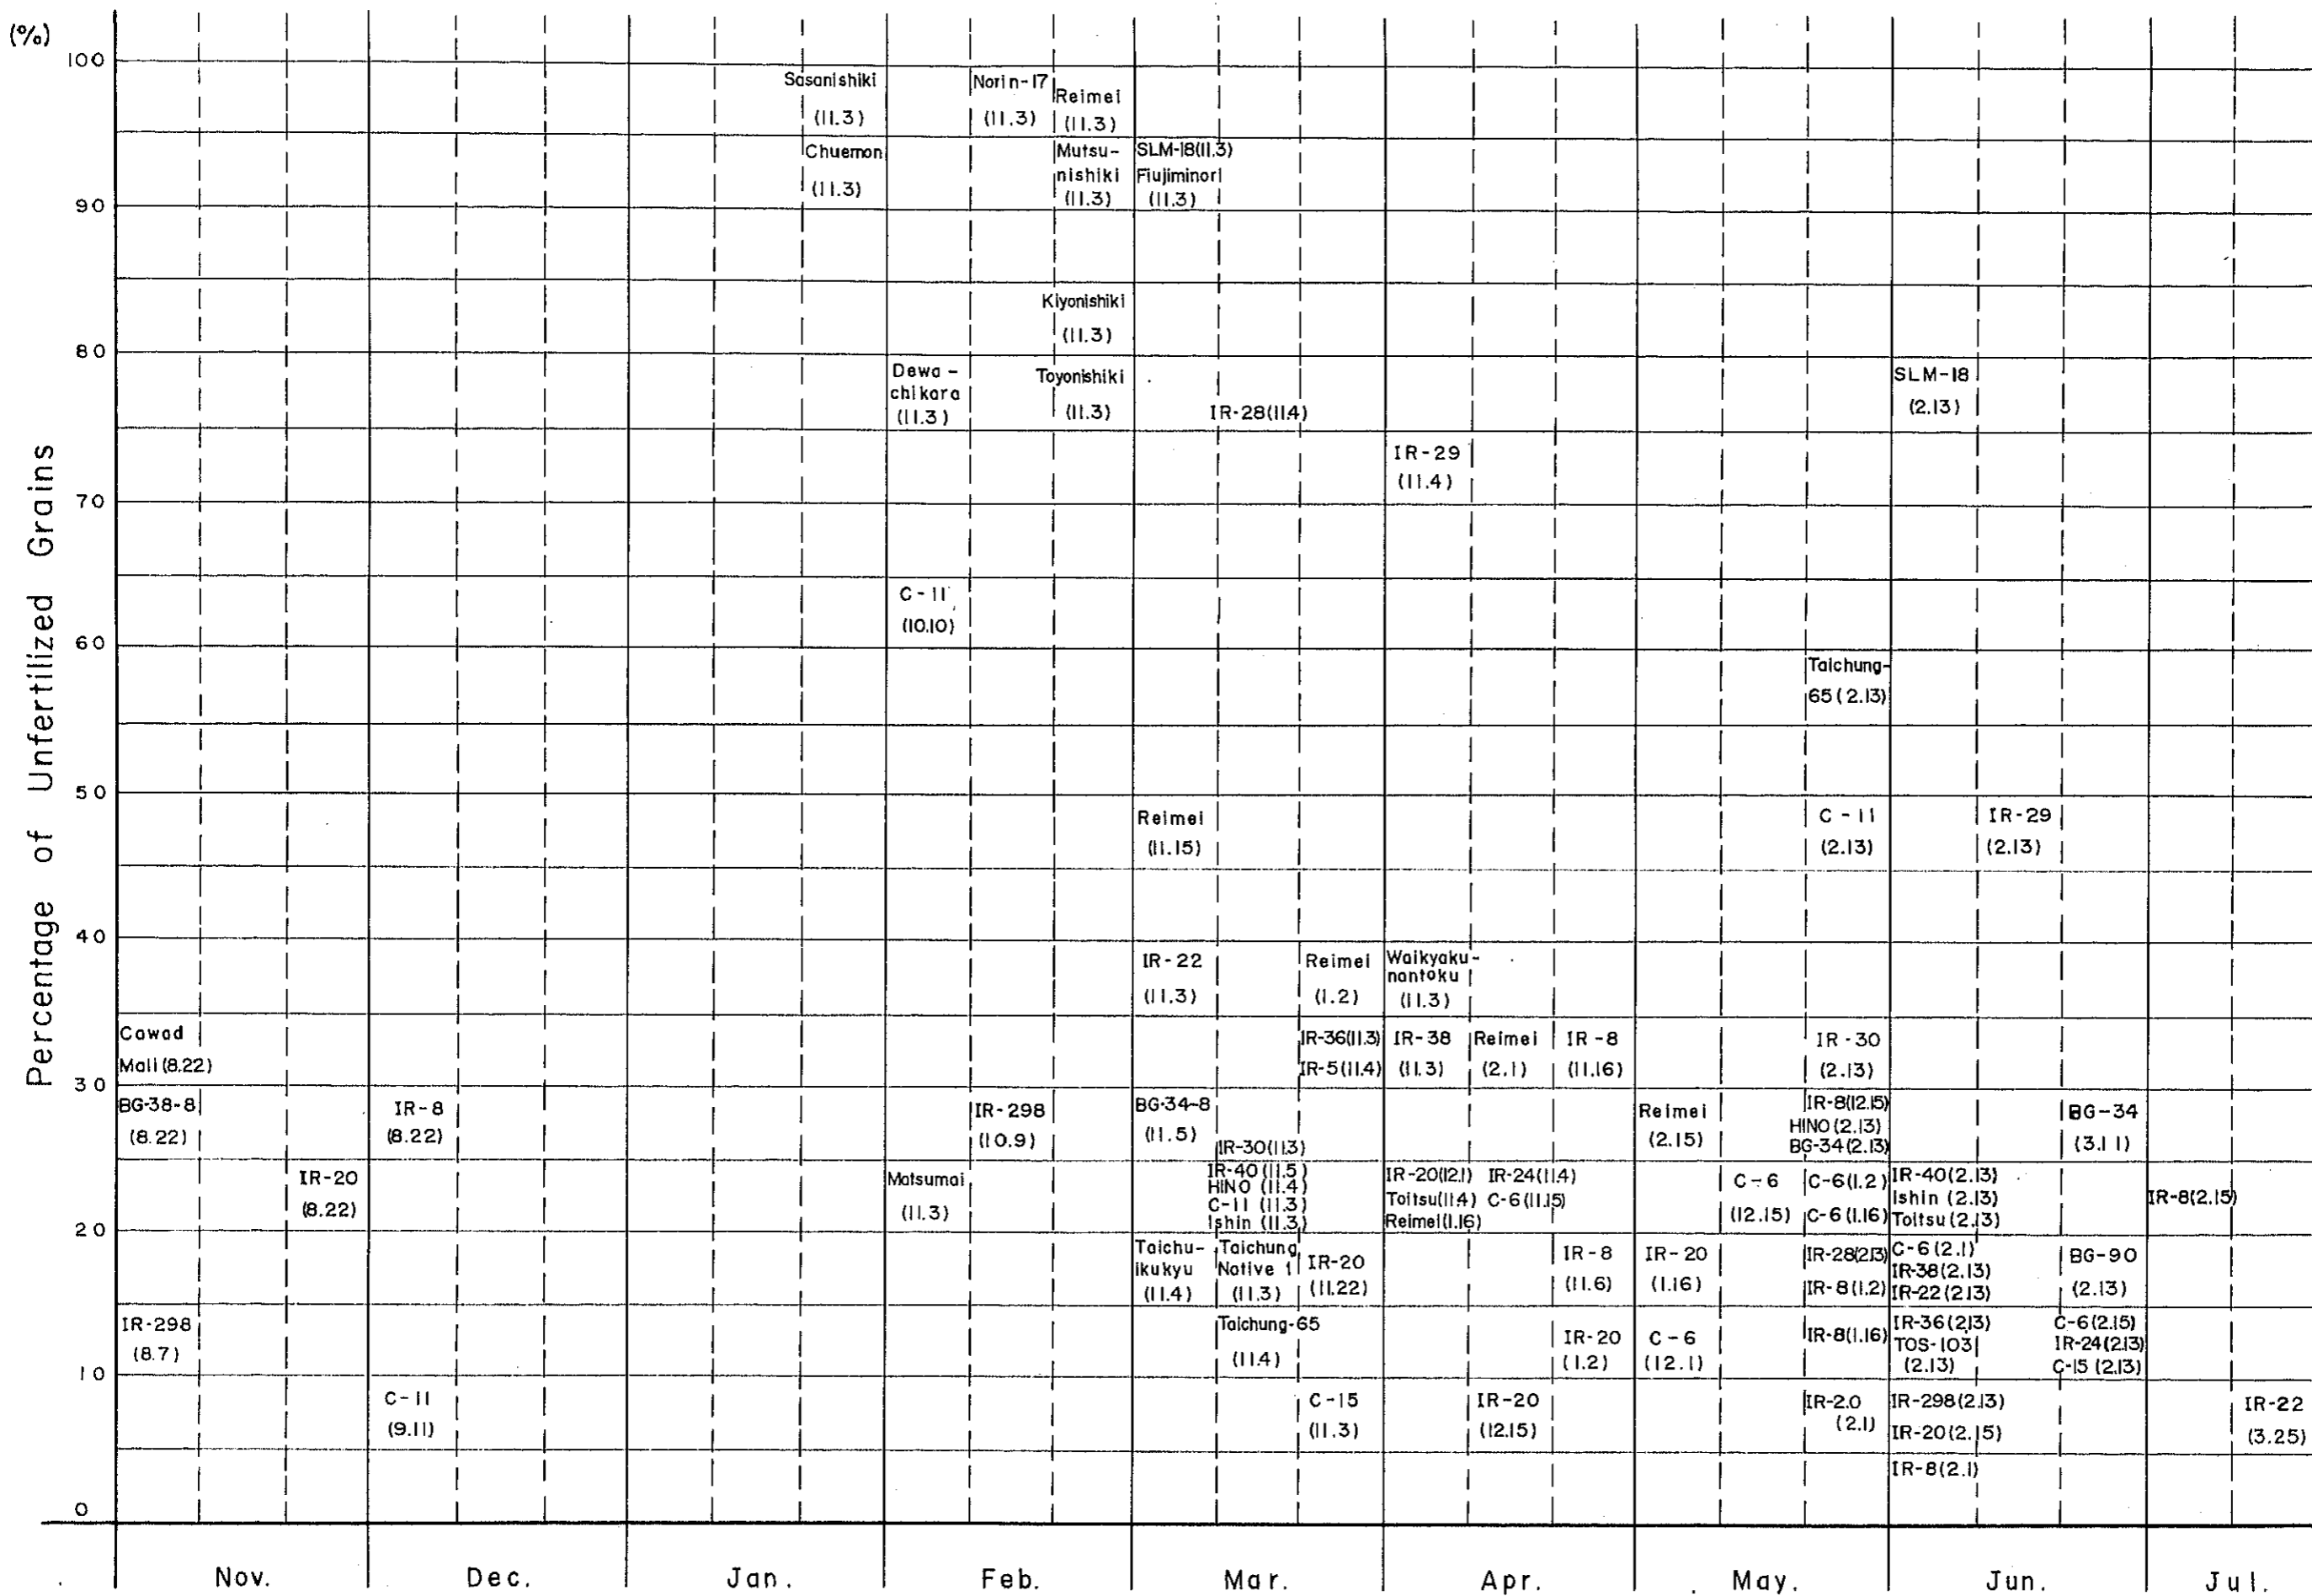 (%)
100
Sasanishiki
(11.3)
Norin-17
(11.3)
Reimei
(11.3)
Chuemon
(11.3)
Mutsu-
nishiki
(11.3)
SLM-18(11.3)
Fiujiminori
(11.3)
90
Kiyonishiki
(11.3)
80
Dewa-
chikara
(11.3)
Toyonishiki
(11.3)
IR-28(11.4)
SLM-18
(2.13)
IR-29
(11.4)
70
C-11
(10.10)
60
Taichung-
65(2.13)
50
Reimei
(11.15)
C-11
(2.13)
IR-29
(2.13)
40
IR-22
(11.3)
Reimei
(1.2)
Waikyaku-
nantoku
(11.3)
Cawad
Mali(8.22)
IR-36(11.3)
IR-5(11.4)
IR-38
(11.3)
Reimei
(2.1)
IR-8
(11.16)
IR-30
(2.13)
30
BG-38-8
(8.22)
IR-8
(8.22)
IR-298
(10.9)
BG-34-8
(11.5)
IR-30(11.3)
Reimei
(2.15)
IR-8(12.15)
HINO(2.13)
BG-34(2.13)
BG-34
(3.11)
IR-20
(8.22)
Matsumai
(11.3)
IR-40(11.5)
HINO (11.4)
C-11 (11.3)
Ishin (11.3)
IR-20(12.1)
Toitsu(11.4)
Reimei(1.16)
IR-24(11.4)
C-6(11.15)
C-6
(12.15)
C-6(1.2)
C-6(1.16)
IR-40(2.13)
Ishin (2.13)
Toitsu(2.13)
IR-8(2.15)
20
Taichu-
ikukyu
(11.4)
Taichung
Native 1
(11.3)
IR-20
(11.22)
IR-8
(11.6)
IR-20
(1.16)
IR-28(2.13)
IR-8(1.2)
C-6(2.1)
IR-38(2.13)
IR-22(2.13)
BG-90
(2.13)
IR-298
(8.7)
Taichung-65
(11.4)
IR-20
(1.2)
C-6
(12.1)
IR-8(1.16)
IR-36(2.13)
TOS-103
(2.13)
C-6(2.15)
IR-24(2.13)
C-15(2.13)
10
C-11
(9.11)
C-15
(11.3)
IR-20
(12.15)
IR-2.0
(2.1)
IR-298(2.13)
IR-20(2.15)
IR-22
(3.25)
IR-8(2.1)
0
Percentage of Unfertilized Grains
Nov. Dec. Jan. Feb. Mar. Apr. May. Jun. Jul.